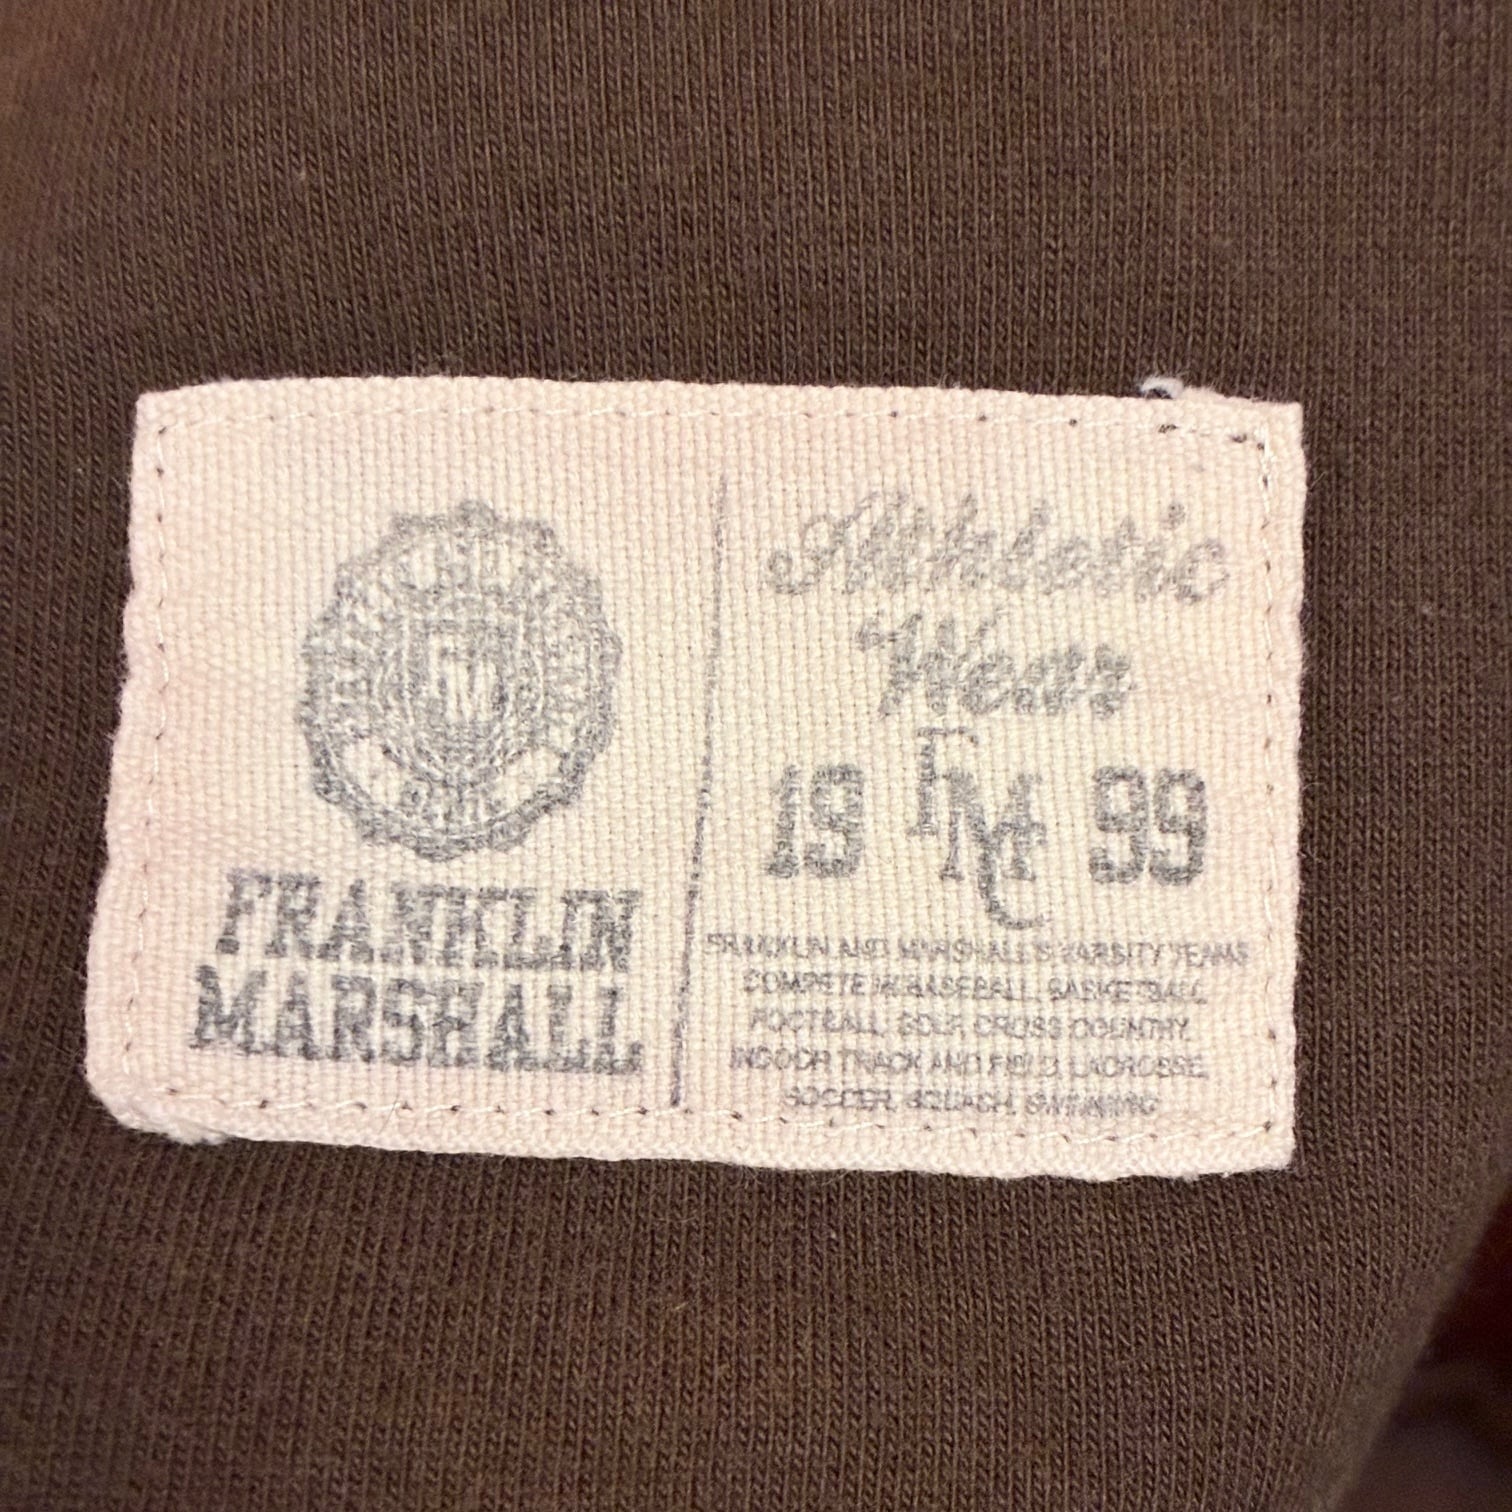 FRANKLIN
MARSHALL
Athletic
Wear
19 FM 99
FRANKLIN AND MARSHALL'S VARSITY TEAMS
COMPETE IN BASEBALL, BASKETBALL,
FOOTBALL, GOLF, CROSS COUNTRY,
INDOOR TRACK AND FIELD, LACROSSE,
SOCCER, SQUASH, SWIMMING